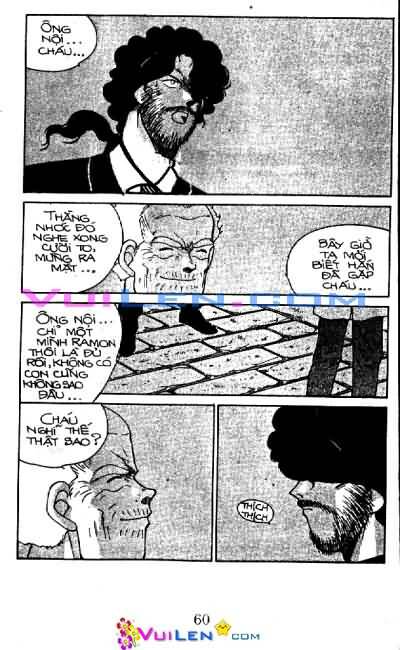 ÔNG
NỘI...
CHÁU...
THẰNG
NHÓC ĐÓ
NGHE XONG
CƯỜI TO,
MỪNG RA
MẶT...
BÂY GIỜ
TA MỚI
BIẾT HẮN
ĐÃ GẶP
CHÁU...
VUILEN.COM
ÔNG NỘI...
CHỈ MỘT
MÌNH RAMON
THÔI LÀ ĐỦ
RỒI, KHÔNG CÓ
CON CŨNG
KHÔNG SAO
ĐÂU...
CHÁU
NGHĨ THẾ
THẬT SAO?
THỊCH
THỊCH
60
VUILEN.COM